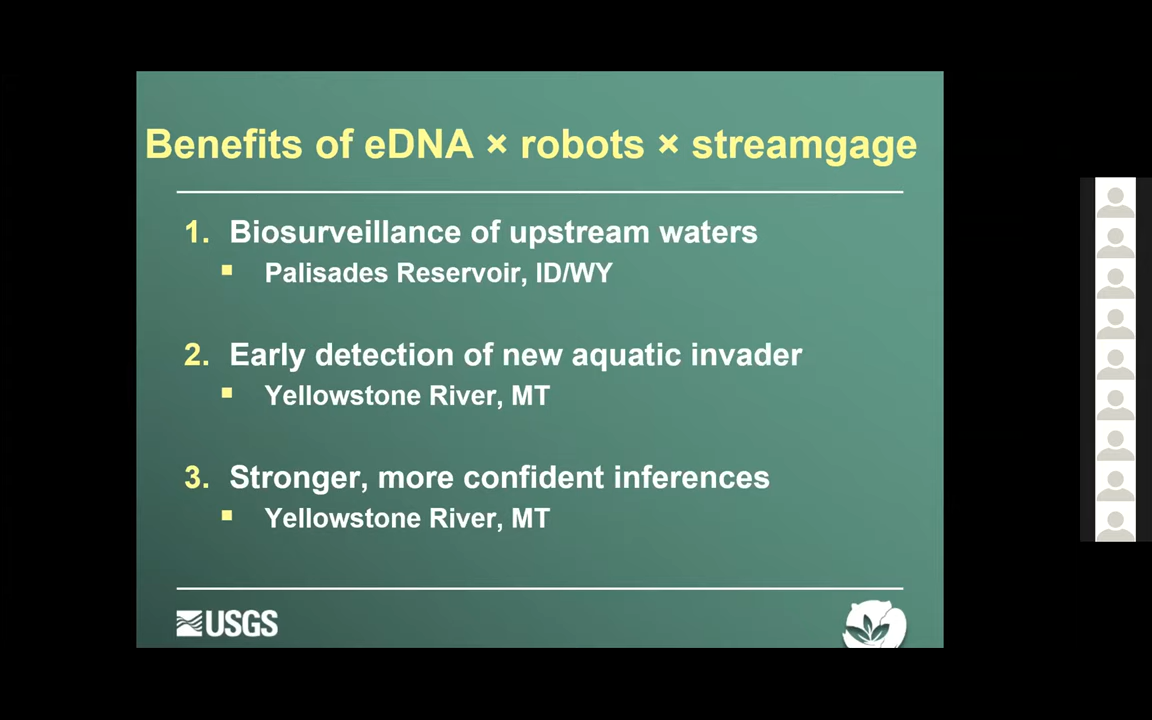 Benefits of eDNA × robots × streamgage
1. Biosurveillance of upstream waters
▪ Palisades Reservoir, ID/WY
2. Early detection of new aquatic invader
▪ Yellowstone River, MT
3. Stronger, more confident inferences
▪ Yellowstone River, MT
USGS